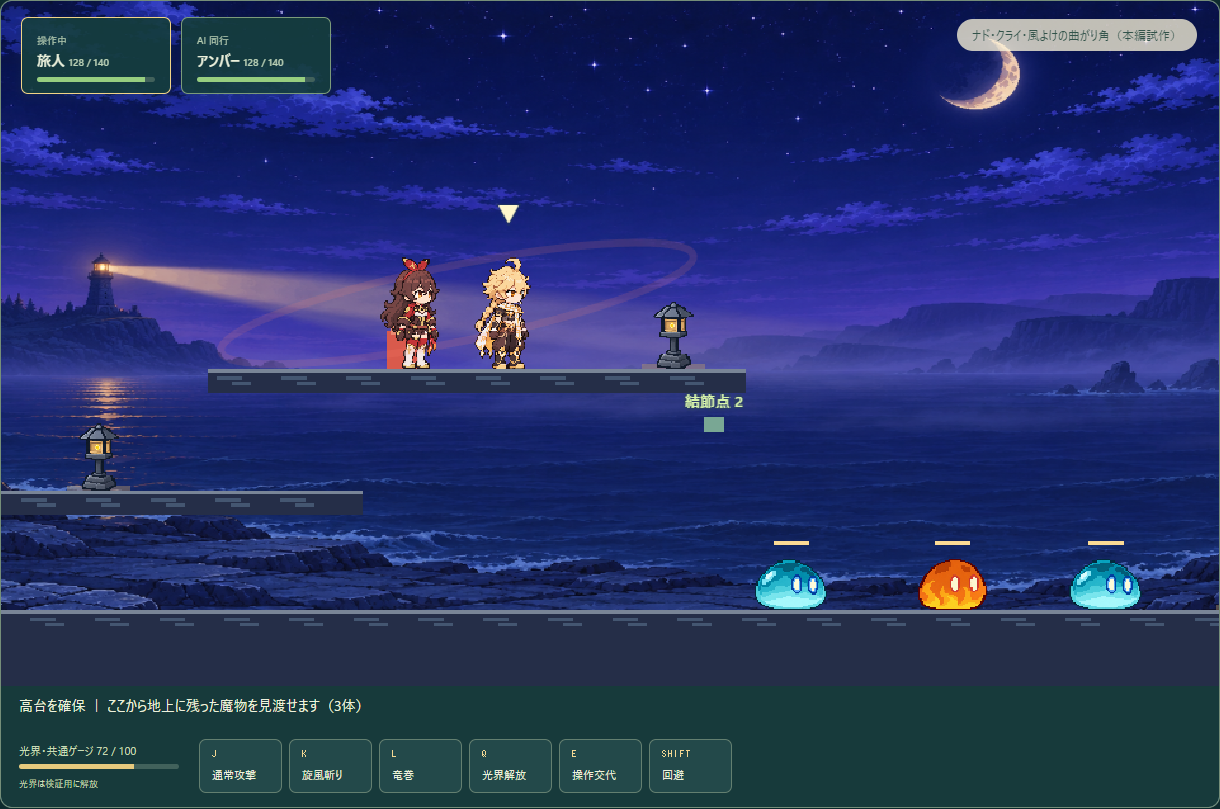 操作中
旅人 128 / 140
AI 同行
アンバー 128 / 140
ナド・クライ・風よけの曲がり角（本編試作）
結節点 2
高台を確保 ｜ ここから地上に残った魔物を見渡せます（3体）
光界・共通ゲージ 72 / 100
光界は検証用に解放
J
通常攻撃
K
旋風斬り
L
竜巻
Q
光界解放
E
操作交代
SHIFT
回避